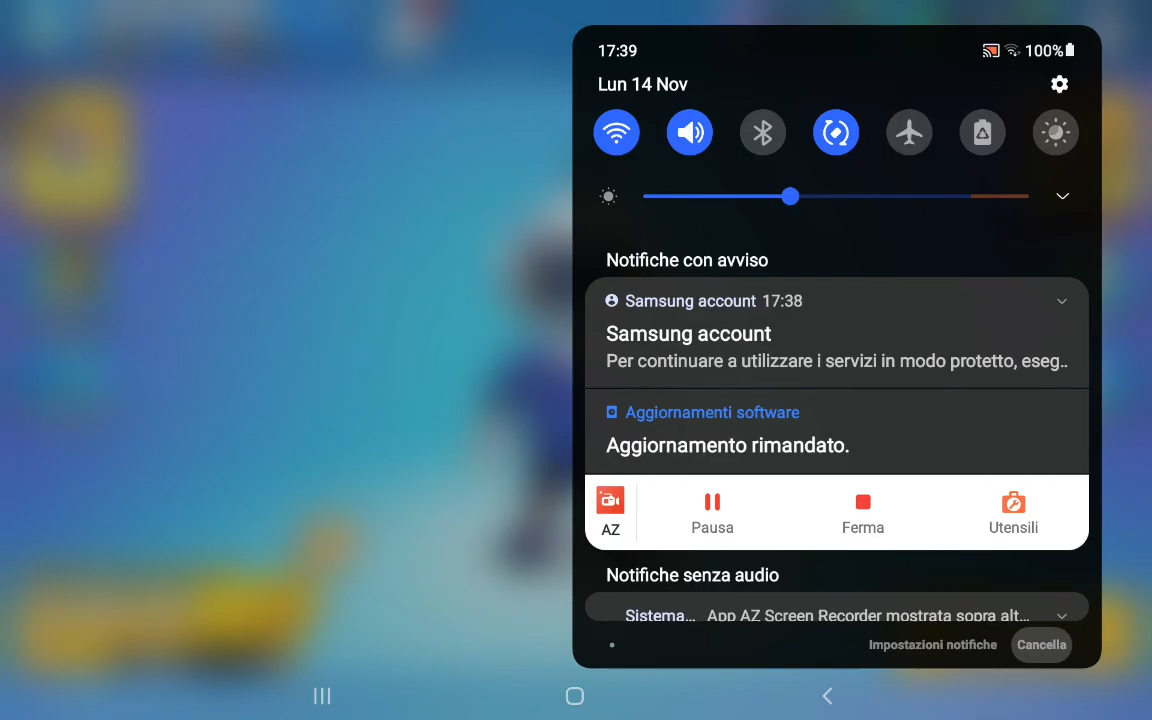 17:39
100%
Lun 14 Nov
Notifiche con avviso
Samsung account 17:38
Samsung account
Per continuare a utilizzare i servizi in modo protetto, eseg..
Aggiornamenti software
Aggiornamento rimandato.
AZ
Pausa
Ferma
Utensili
Notifiche senza audio
Sistema... App AZ Screen Recorder mostrata sopra alt...
Impostazioni notifiche
Cancella